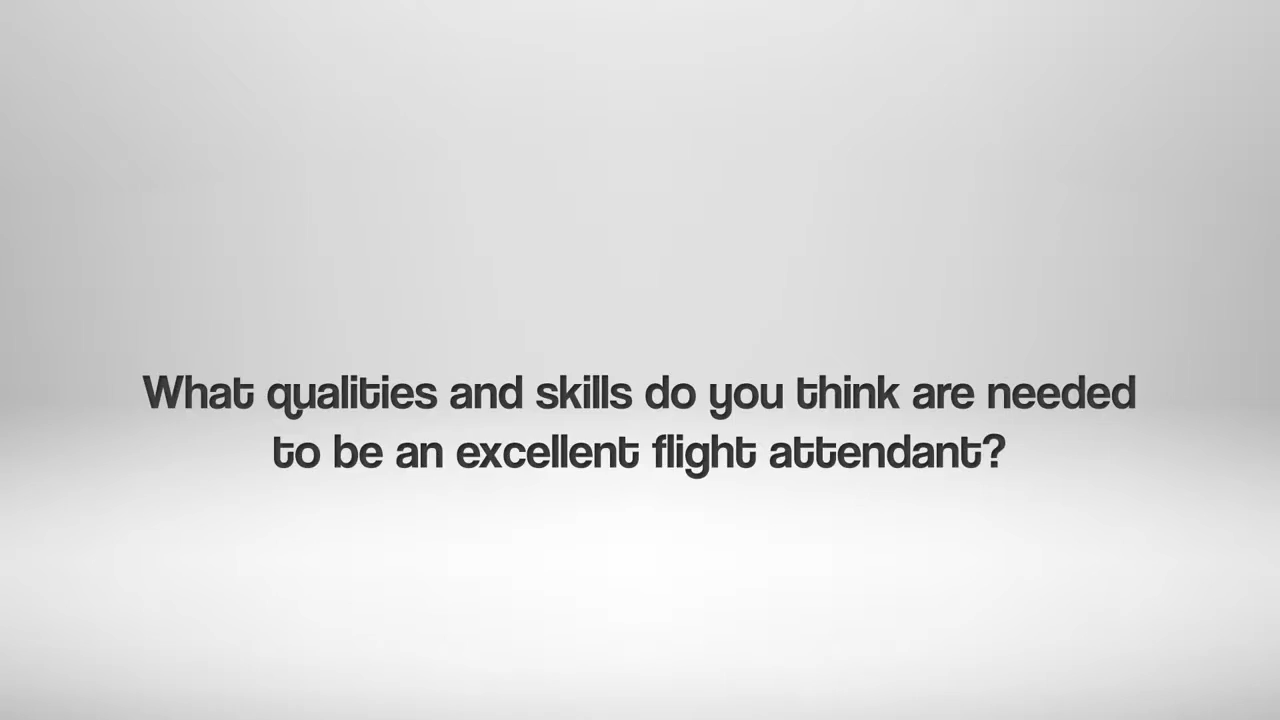 What qualities and skills do you think are needed
to be an excellent flight attendant?